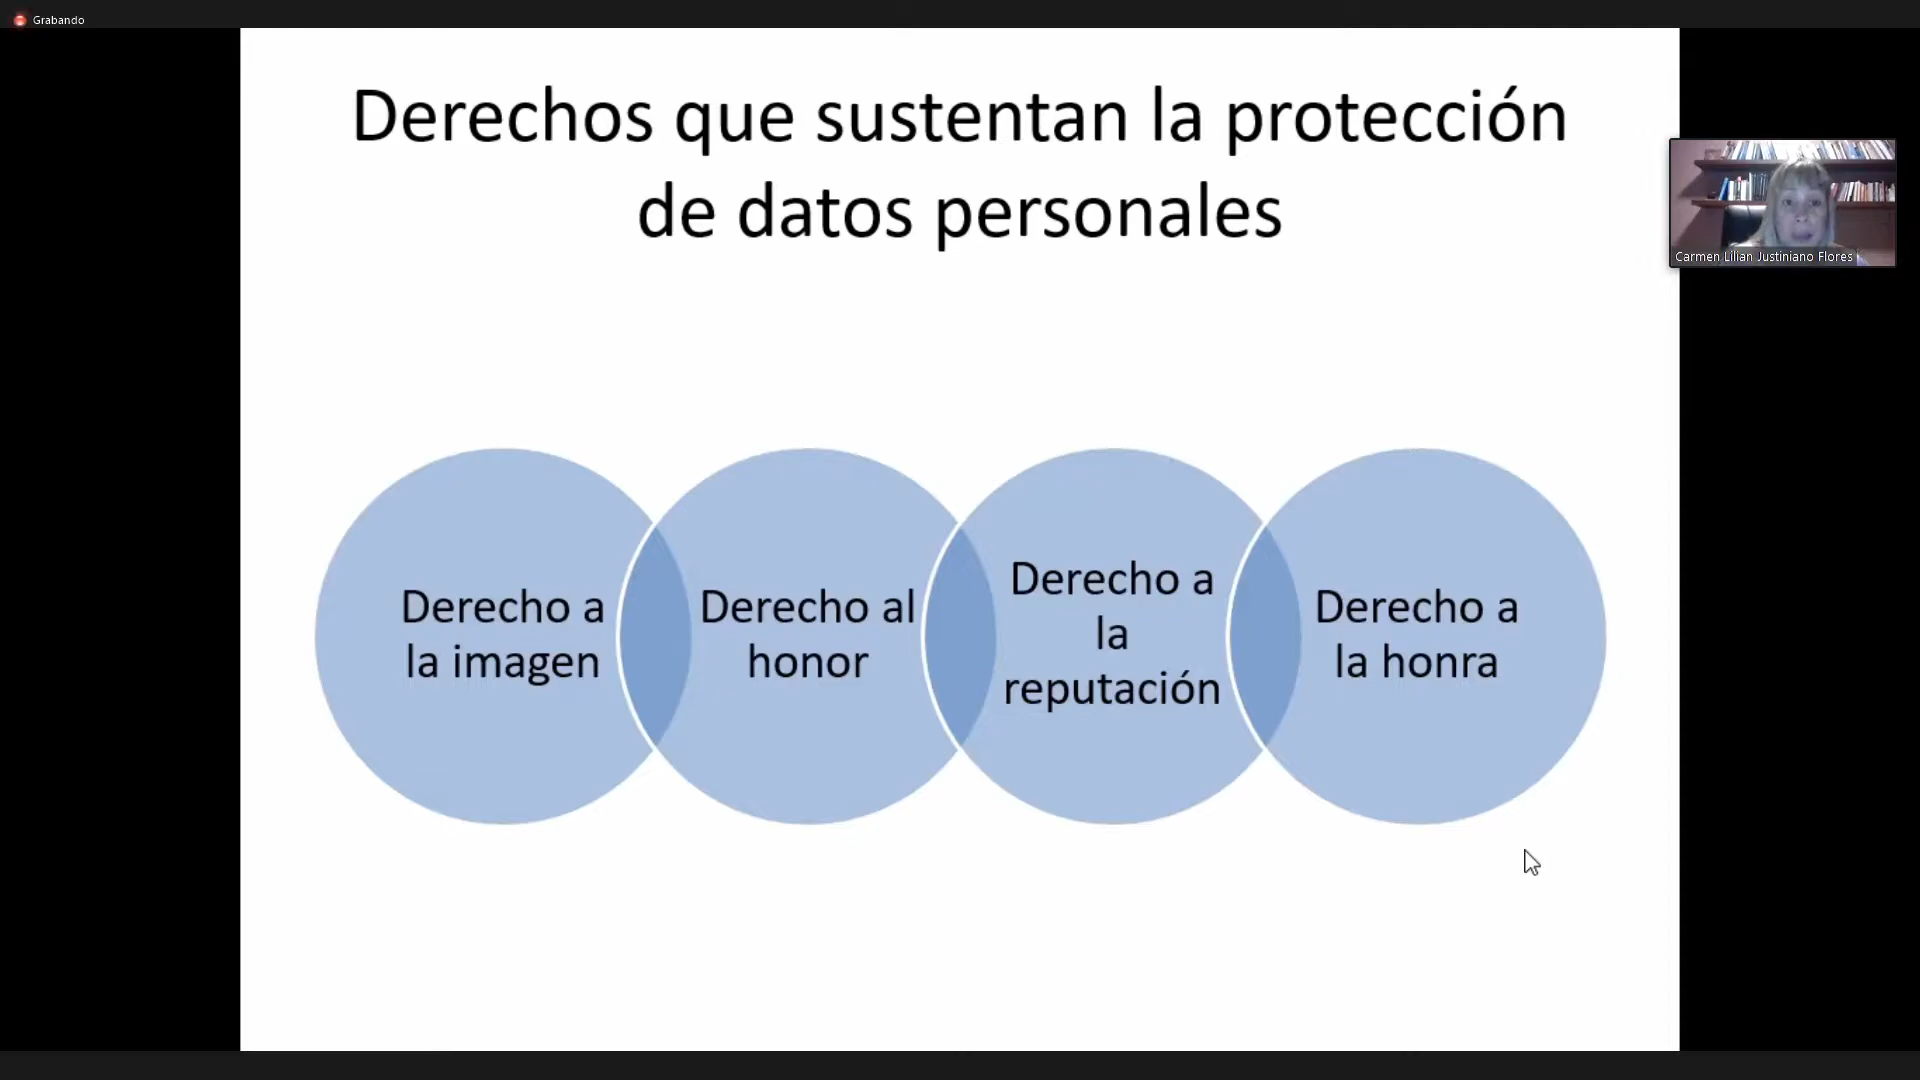 Grabando
Derechos que sustentan la protección
de datos personales
Carmen Lilian Justiniano Flores
Derecho a
la imagen
Derecho al
honor
Derecho a
la
reputación
Derecho a
la honra